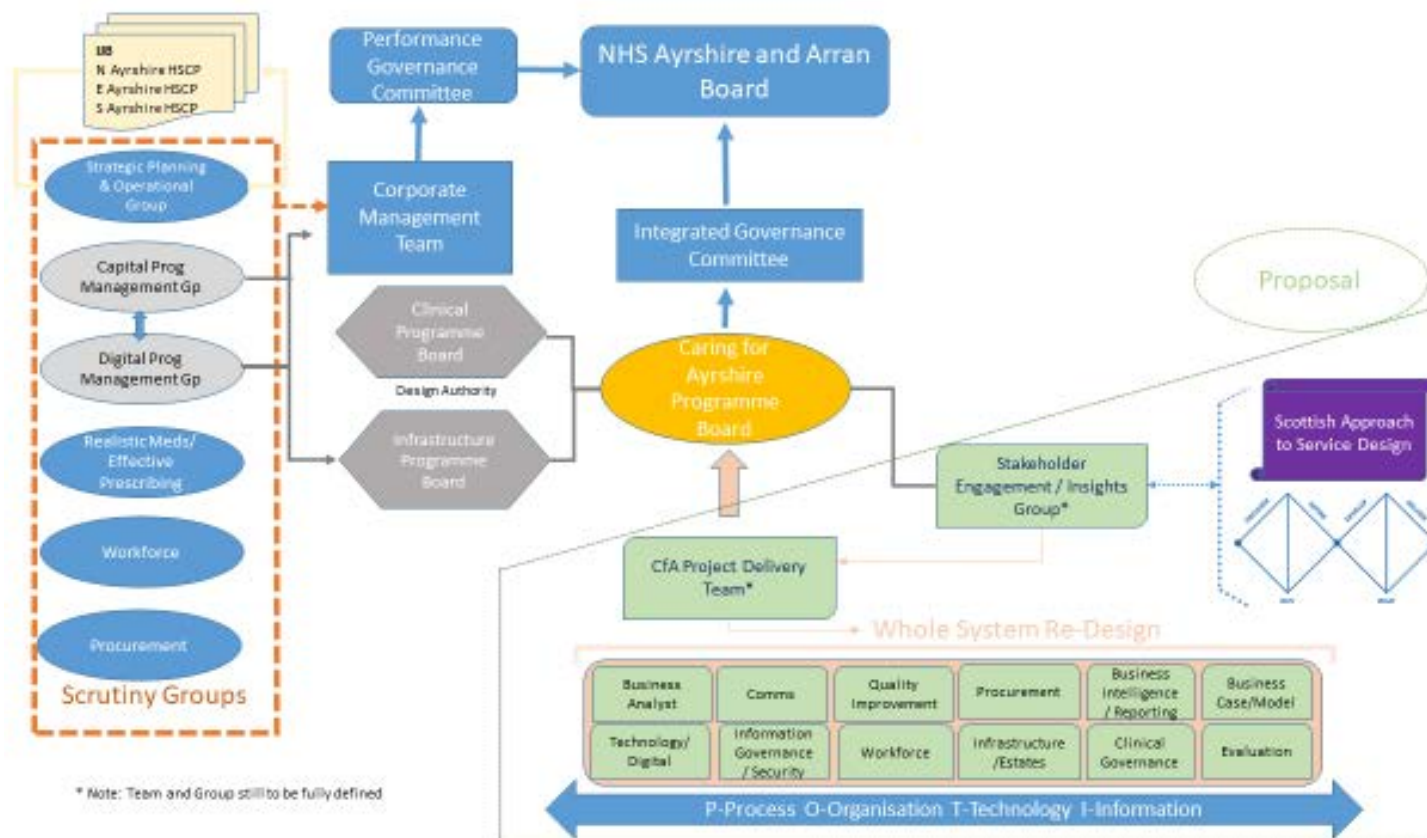 IJB
N Ayrshire HSCP
E Ayrshire HSCP
S Ayrshire HSCP
Performance
Governance
Committee
NHS Ayrshire and Arran
Board
Strategic Planning
& Operational
Group
Corporate
Management
Team
Integrated Governance
Committee
Capital Prog
Management Gp
Digital Prog
Management Gp
Realistic Meds/
Effective
Prescribing
Workforce
Procurement
Scrutiny Groups
Clinical
Programme
Board
Design Authority
Infrastructure
Programme
Board
Caring for
Ayrshire
Programme
Board
Proposal
Scottish Approach
to Service Design
Stakeholder
Engagement / Insights
Group*
CfA Project Delivery
Team*
Whole System Re-Design
Business
Analyst
Comms
Quality
Improvement
Procurement
Business
Intelligence
/ Reporting
Business
Case/Model
Technology/
Digital
Information
Governance
/ Security
Workforce
Infrastructure
/Estates
Clinical
Governance
Evaluation
P-Process O-Organisation T-Technology I-Information
* Note: Team and Group still to be fully defined